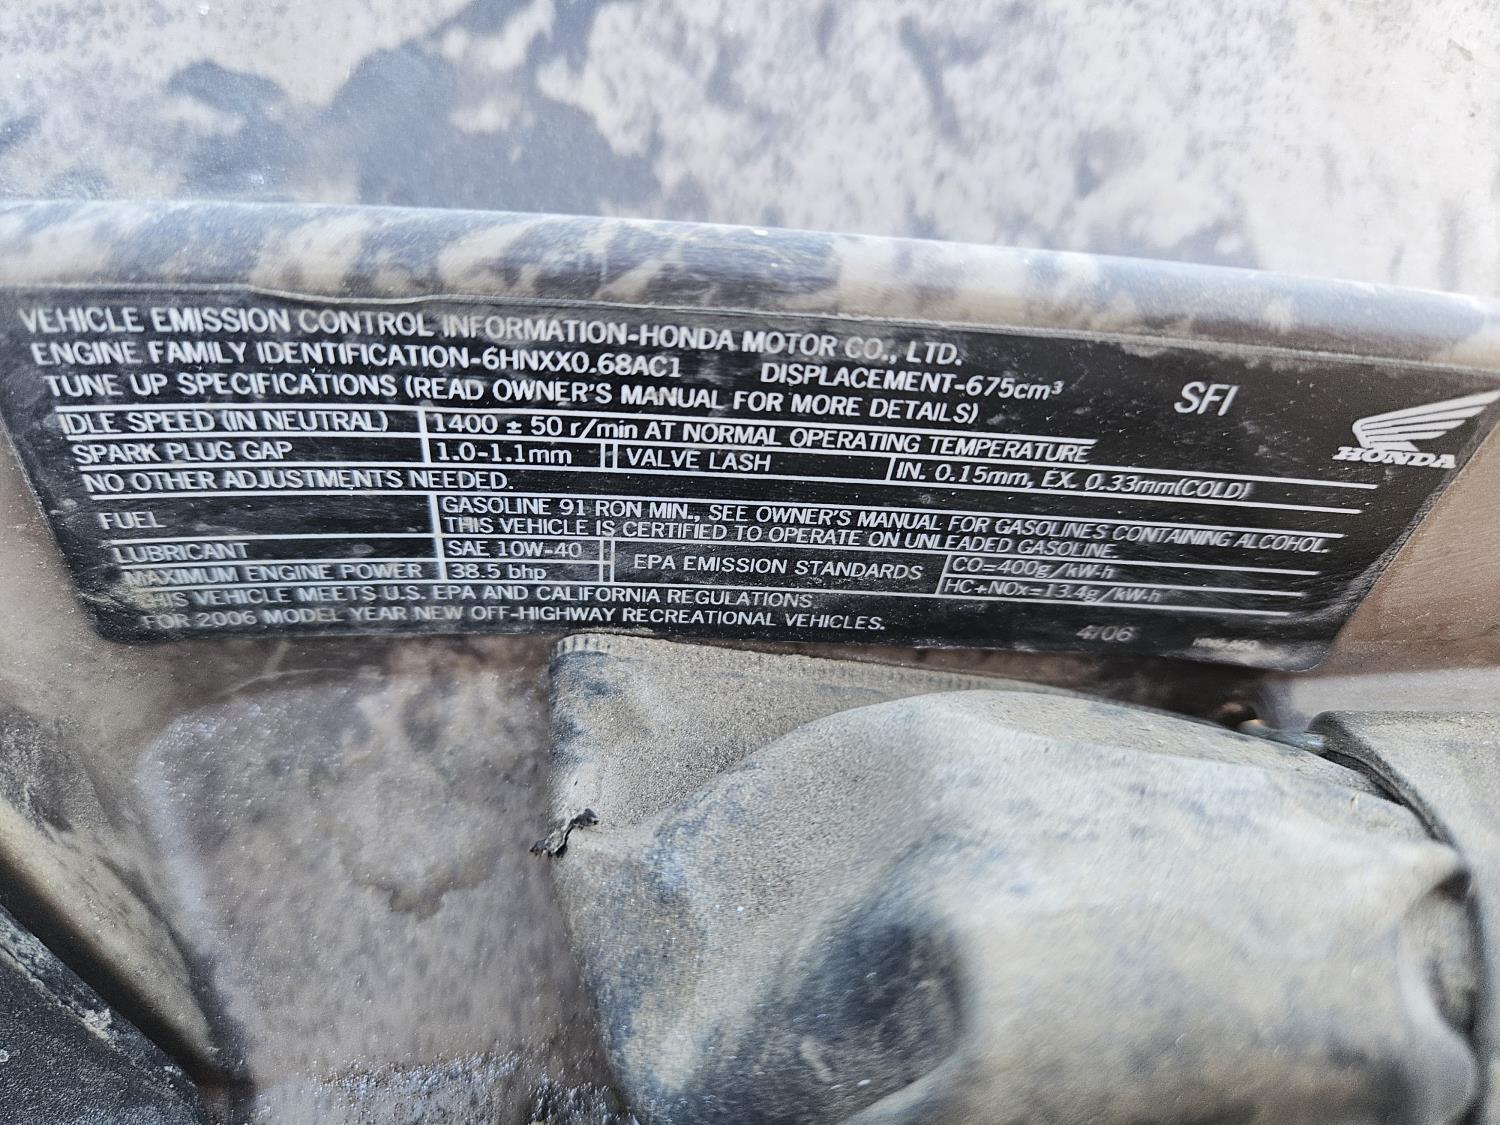 VEHICLE EMISSION CONTROL INFORMATION-HONDA MOTOR CO., LTD.
ENGINE FAMILY IDENTIFICATION-6HNXX0.68AC1 DISPLACEMENT-675cm³
TUNE UP SPECIFICATIONS (READ OWNER'S MANUAL FOR MORE DETAILS)
SFI
HONDA
IDLE SPEED (IN NEUTRAL) 1400 ± 50 r/min AT NORMAL OPERATING TEMPERATURE
SPARK PLUG GAP 1.0-1.1mm VALVE LASH IN. 0.15mm, EX. 0.33mm(COLD)
NO OTHER ADJUSTMENTS NEEDED.
FUEL GASOLINE 91 RON MIN., SEE OWNER'S MANUAL FOR GASOLINES CONTAINING ALCOHOL.
THIS VEHICLE IS CERTIFIED TO OPERATE ON UNLEADED GASOLINE.
LUBRICANT SAE 10W-40 EPA EMISSION STANDARDS CO=400g/kW-h
MAXIMUM ENGINE POWER 38.5 bhp HC+NOx=13.4g/kW-h
THIS VEHICLE MEETS U.S. EPA AND CALIFORNIA REGULATIONS
FOR 2006 MODEL YEAR NEW OFF-HIGHWAY RECREATIONAL VEHICLES.
4/06